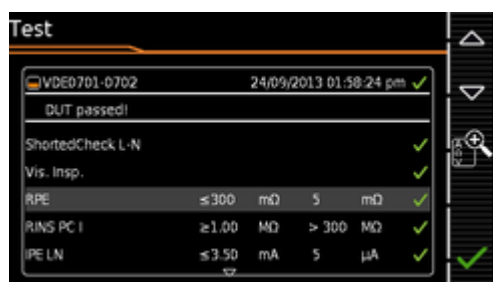 Test
VDE0701-0702 24/09/2013 01:58:24 pm
DUT passed!
ShortedCheck L-N
Vis. Insp.
RPE ≤300 mΩ 5 mΩ
RINS PC I ≥1.00 MΩ > 300 MΩ
IPE LN ≤3.50 mA 5 µA
ADV